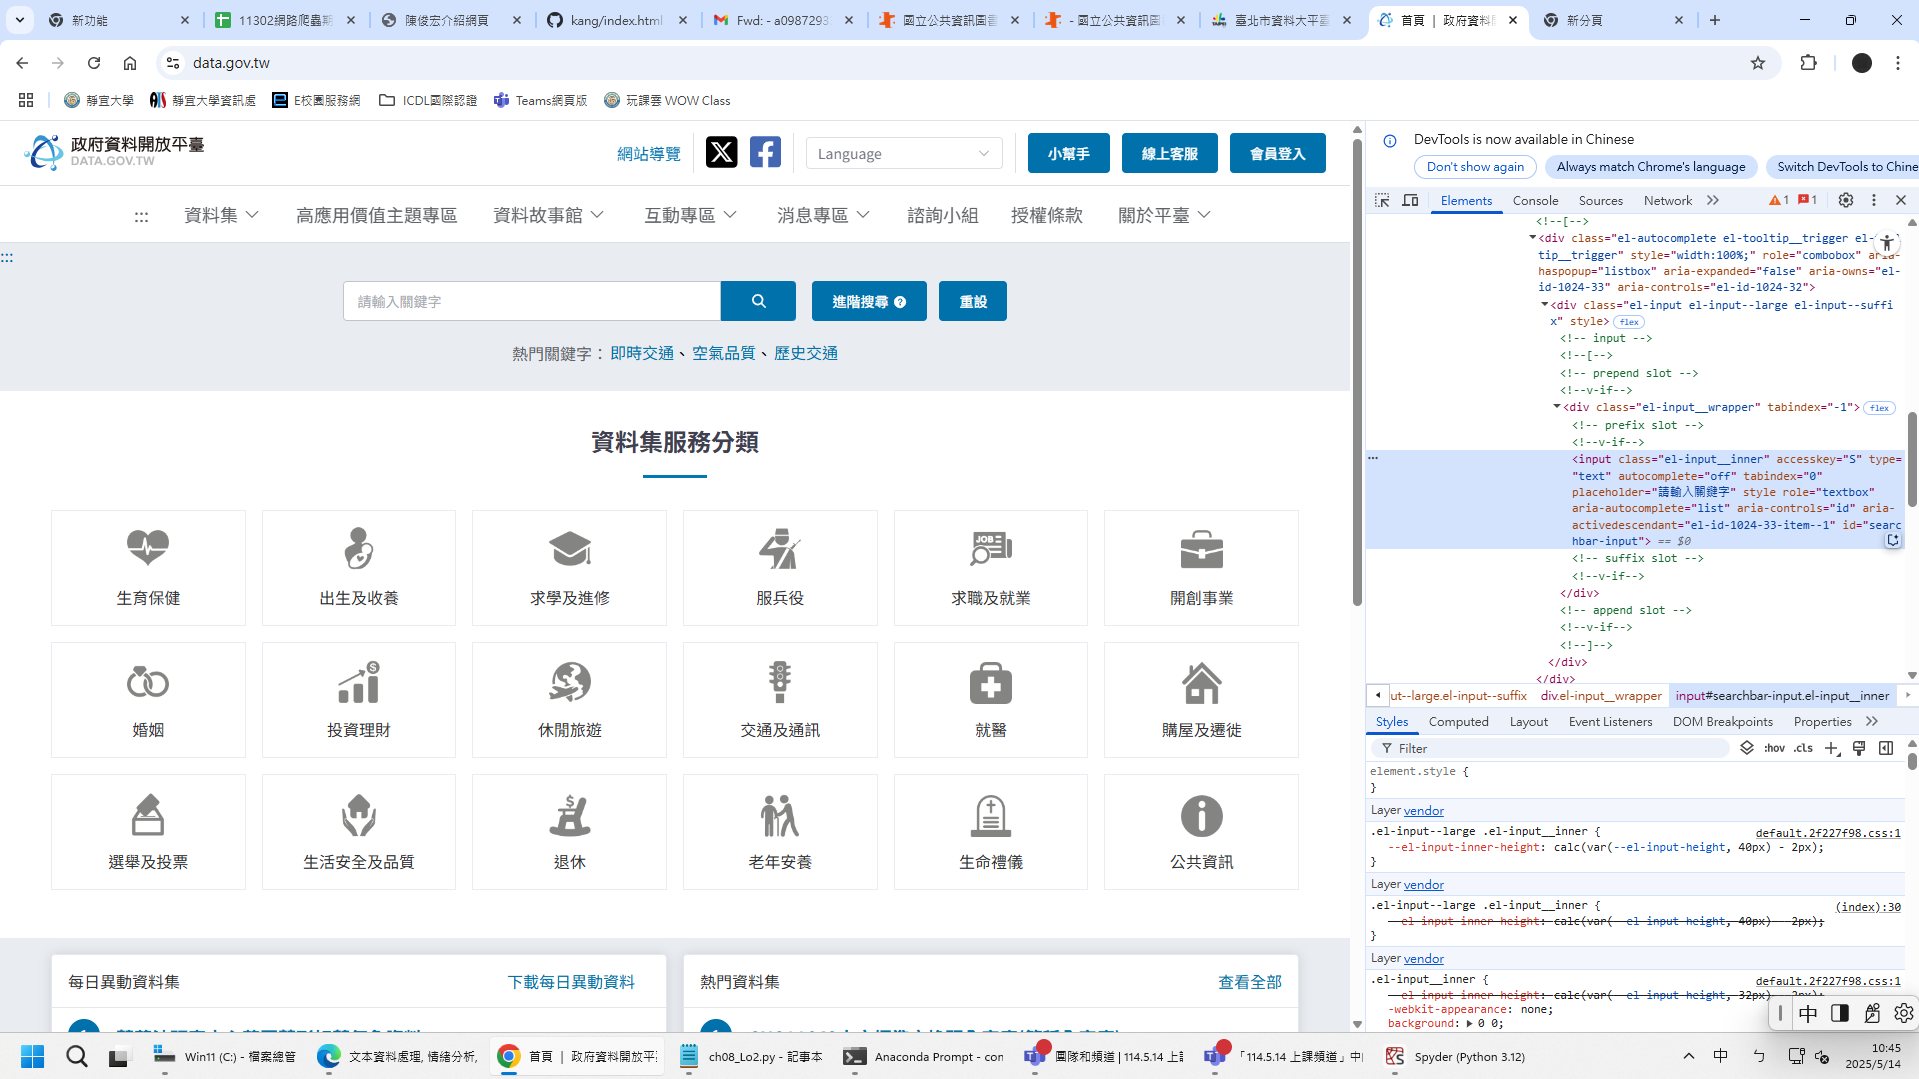 新功能
11302網路爬蟲期
陳俊宏介紹網頁
kang/index.html
Fwd: - a0987293
國立公共資訊圖書
- 國立公共資訊圖
臺北市資料大平臺
首頁 | 政府資料開
新分頁
data.gov.tw
靜宜大學
靜宜大學資訊處
E校園服務網
ICDL國際認證
Teams網頁版
玩課雲 WOW Class
政府資料開放平臺
DATA.GOV.TW
網站導覽
Language
小幫手
線上客服
會員登入
:::
資料集
高應用價值主題專區
資料故事館
互動專區
消息專區
諮詢小組
授權條款
關於平臺
:::
請輸入關鍵字
進階搜尋
重設
熱門關鍵字：即時交通、空氣品質、歷史交通
資料集服務分類
生育保健
出生及收養
求學及進修
服兵役
JOB
求職及就業
開創事業
婚姻
投資理財
休閒旅遊
交通及通訊
就醫
購屋及遷徙
選舉及投票
生活安全及品質
退休
老年安養
生命禮儀
公共資訊
每日異動資料集
下載每日異動資料
熱門資料集
查看全部
DevTools is now available in Chinese
Don't show again
Always match Chrome's language
Switch DevTools to Chine
Elements
Console
Sources
Network
1
1
<!--[-->
<div class="el-autocomplete el-tooltip__trigger el-
tip__trigger" style="width:100%;" role="combobox" aria-
haspopup="listbox" aria-expanded="false" aria-owns="el-
id-1024-33" aria-controls="el-id-1024-32">
<div class="el-input el-input--large el-input--suffi
x" style> flex
<!-- input -->
<!--[-->
<!-- prepend slot -->
<!--v-if-->
<div class="el-input__wrapper" tabindex="-1"> flex
<!-- prefix slot -->
<!--v-if-->
<input class="el-input__inner" accesskey="S" type=
"text" autocomplete="off" tabindex="0"
placeholder="請輸入關鍵字" style role="textbox"
aria-autocomplete="list" aria-controls="id" aria-
activedescendant="el-id-1024-33-item--1" id="searc
hbar-input"> == $0
<!-- suffix slot -->
<!--v-if-->
</div>
<!-- append slot -->
<!--v-if-->
<!--]-->
</div>
</div>
ut--large.el-input--suffix
div.el-input__wrapper
input#searchbar-input.el-input__inner
Styles
Computed
Layout
Event Listeners
DOM Breakpoints
Properties
Filter
:hov
.cls
element.style {
}
Layer vendor
.el-input--large .el-input__inner {
default.2f227f98.css:1
--el-input-inner-height: calc(var(--el-input-height, 40px) - 2px);
}
Layer vendor
.el-input--large .el-input__inner {
(index):30
--el-input-inner-height: calc(var(--el-input-height, 40px) - 2px);
}
Layer vendor
.el-input__inner {
default.2f227f98.css:1
--el-input-inner-height: calc(var(--el-input-height, 32px) - 2px);
-webkit-appearance: none;
background: 0 0;
中
Win11 (C:) - 檔案總管
文本資料處理, 情緒分析,
首頁 | 政府資料開放平
ch08_Lo2.py - 記事本
Anaconda Prompt - con
團隊和頻道 | 114.5.14 上課
「114.5.14 上課頻道」中
Spyder (Python 3.12)
中
ㄅ
10:45
2025/5/14